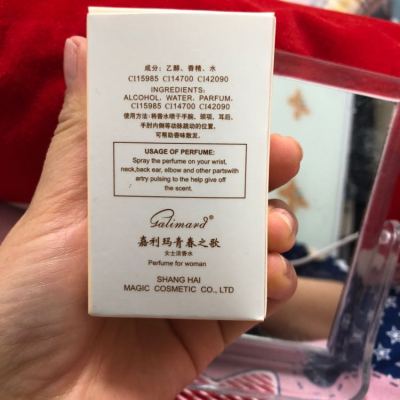 成分：乙醇、香精、水
CI15985 CI14700 CI42090
INGREDIENTS:
ALCOHOL, WATER, PARFUM.
CI15985 CI14700 CI42090
使用方法：将香水喷于手腕、颈项、耳后、
手肘内侧等动脉跳动的位置，
可帮助香味散发。
USAGE OF PERFUME:
Spray the perfume on your wrist,
neck,back ear, elbow and other partswith
artry pulsing to the help give off
the scent.
Galimard
嘉利玛青春之歌
女士淡香水
Perfume for woman
SHANG HAI
MAGIC COSMETIC CO., LTD